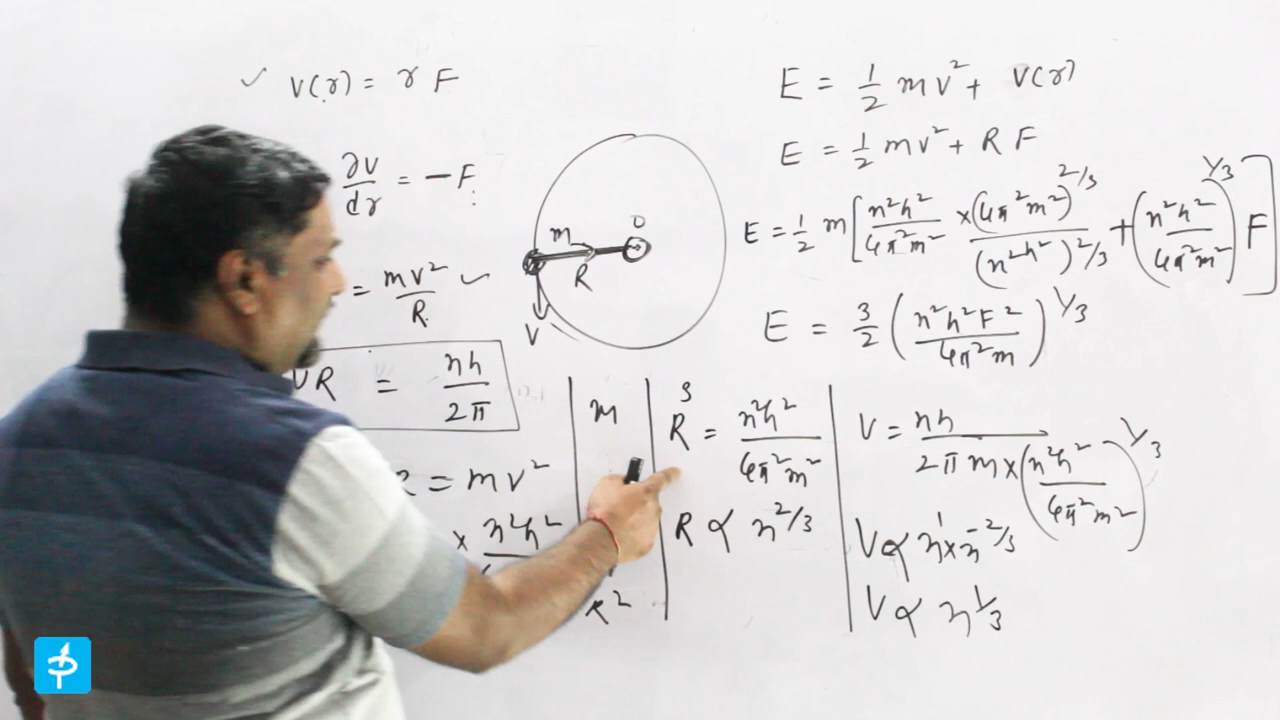 ✓ V(r) = r F
∂V/dr = -F
= mv²/R ✓
VR = nh/2π
R = mv²
× n²h²
m
R²
m
R
O
V
R³ = n²h²/4π²m²
R ∝ n^2/3
E = 1/2 mv² + V(r)
E = 1/2 mv² + R F
E = 1/2 m [n²h²/4π²m² × (4π²m²)^2/3/(n²h²)^2/3 + (n²h²/4π²m²)^1/3 F]
E = 3/2 (n²h²F²/4π²m)^1/3
V = nh/2πm × (n²h²/4π²m²)^1/3
V ∝ n^1 × n^-2/3
V ∝ n^1/3